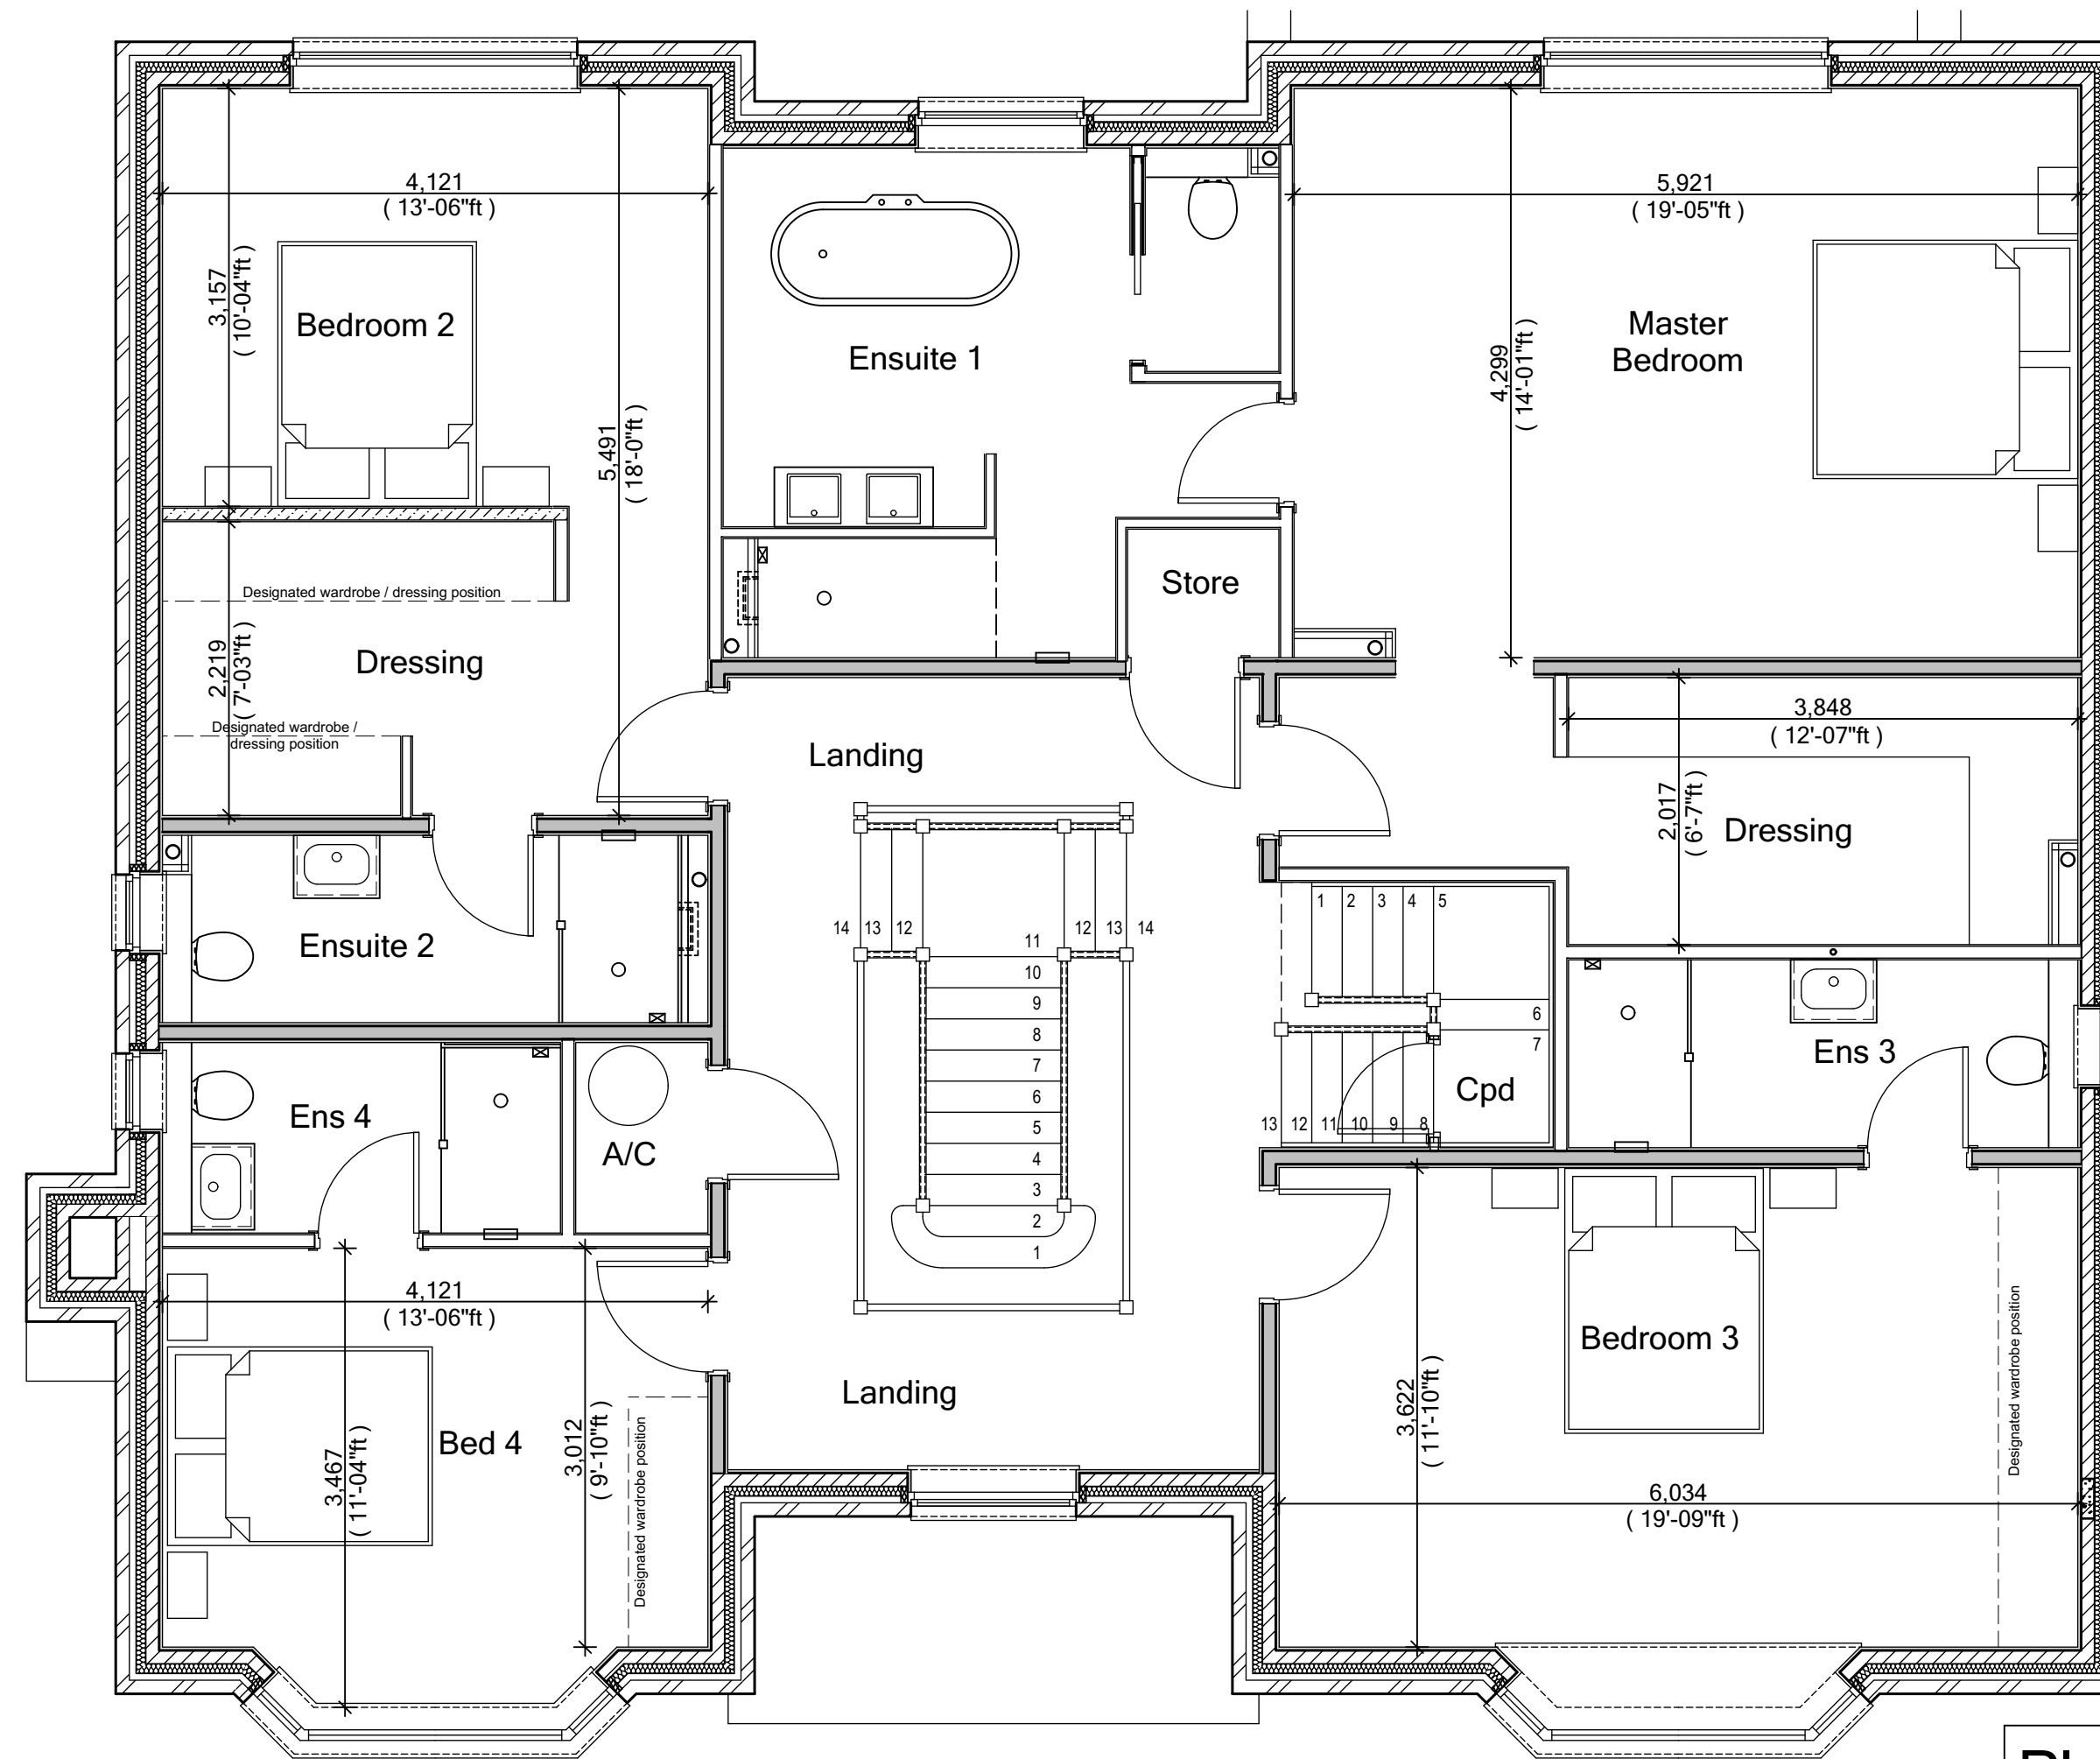 4,121
( 13'-06"ft )
3,157
( 10'-04"ft )
Bedroom 2
5,491
( 18'-0"ft )
Ensuite 1
5,921
( 19'-05"ft )
Master
Bedroom
4,299
( 14'-01"ft )
Designated wardrobe / dressing position
Dressing
2,219
( 7'-03"ft )
Designated wardrobe /
dressing position
Store
Landing
3,848
( 12'-07"ft )
2,017
( 6'-7"ft )
Dressing
Ensuite 2
14 13 12
12 13 14
11
10
9
8
7
6
5
4
3
2
1
1 2 3 4 5
6
7
13 12 11 10 9 8
Cpd
Ens 3
Ens 4
A/C
4,121
( 13'-06"ft )
Bed 4
3,467
( 11'-04"ft )
3,012
( 9'-10"ft )
Designated wardrobe position
Landing
Bedroom 3
3,622
( 11'-10"ft )
6,034
( 19'-09"ft )
Designated wardrobe position